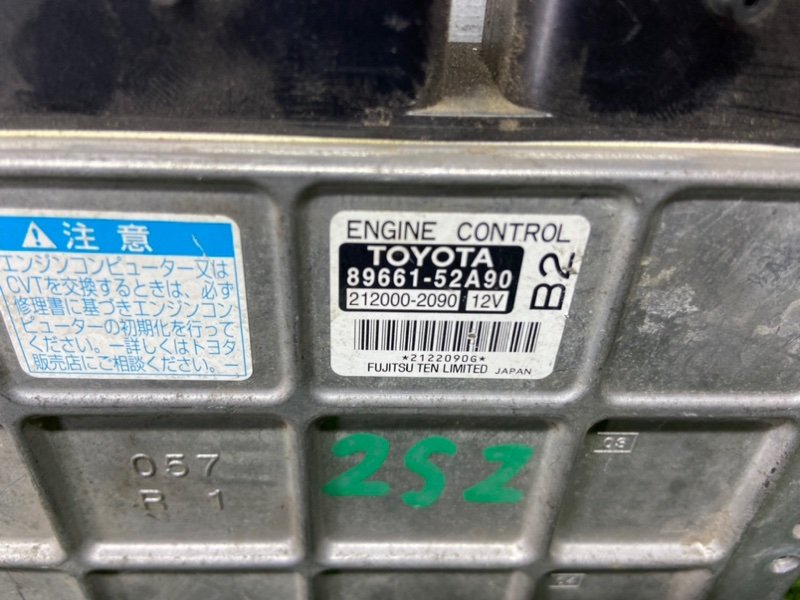 ⚠注意
エンジンコンピューター又は
CVTを交換するときは、必ず
修理書に基づきエンジンコン
ピューターの初期化を行って
ください。一詳しくはトヨタ
販売店にご相談ください。一
ENGINE CONTROL
TOYOTA
89661-52A90
212000-2090 12V
B2
*2122090G*
FUJITSU TEN LIMITED JAPAN
057
R 1
2SZ
03